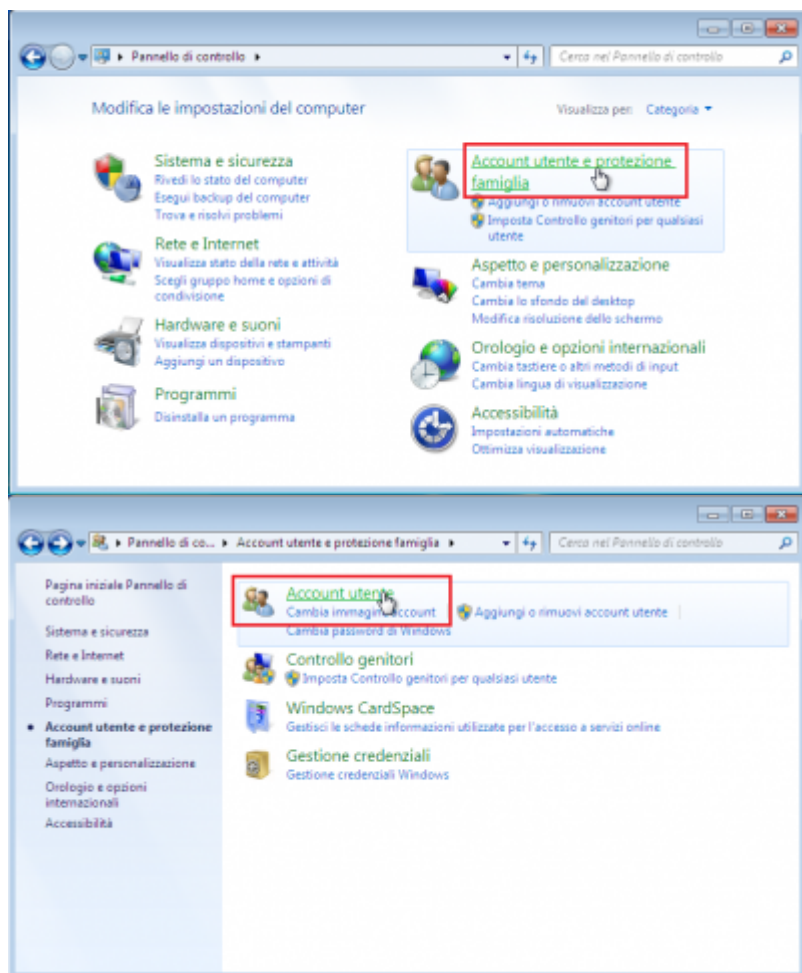 Pannello di controllo
Cerca nel Pannello di controllo
Modifica le impostazioni del computer
Visualizza per: Categoria
Sistema e sicurezza
Rivedi lo stato del computer
Esegui backup del computer
Trova e risolvi problemi
Rete e Internet
Visualizza stato della rete e attività
Scegli gruppo home e opzioni di
condivisione
Hardware e suoni
Visualizza dispositivi e stampanti
Aggiungi un dispositivo
Programmi
Disinstalla un programma
Account utente e protezione
famiglia
Aggiungi o rimuovi account utente
Imposta Controllo genitori per qualsiasi
utente
Aspetto e personalizzazione
Cambia tema
Cambia lo sfondo del desktop
Modifica risoluzione dello schermo
Orologio e opzioni internazionali
Cambia tastiere o altri metodi di input
Cambia lingua di visualizzazione
Accessibilità
Impostazioni automatiche
Ottimizza visualizzazione
Pannello di co... Account utente e protezione famiglia
Cerca nel Pannello di controllo
Pagina iniziale Pannello di
controllo
Sistema e sicurezza
Rete e Internet
Hardware e suoni
Programmi
Account utente e protezione
famiglia
Aspetto e personalizzazione
Orologio e opzioni
internazionali
Accessibilità
Account utente
Cambia immagine account Aggiungi o rimuovi account utente
Cambia password di Windows
Controllo genitori
Imposta Controllo genitori per qualsiasi utente
Windows CardSpace
Gestisci le schede informazioni utilizzate per l'accesso a servizi online
Gestione credenziali
Gestione credenziali Windows